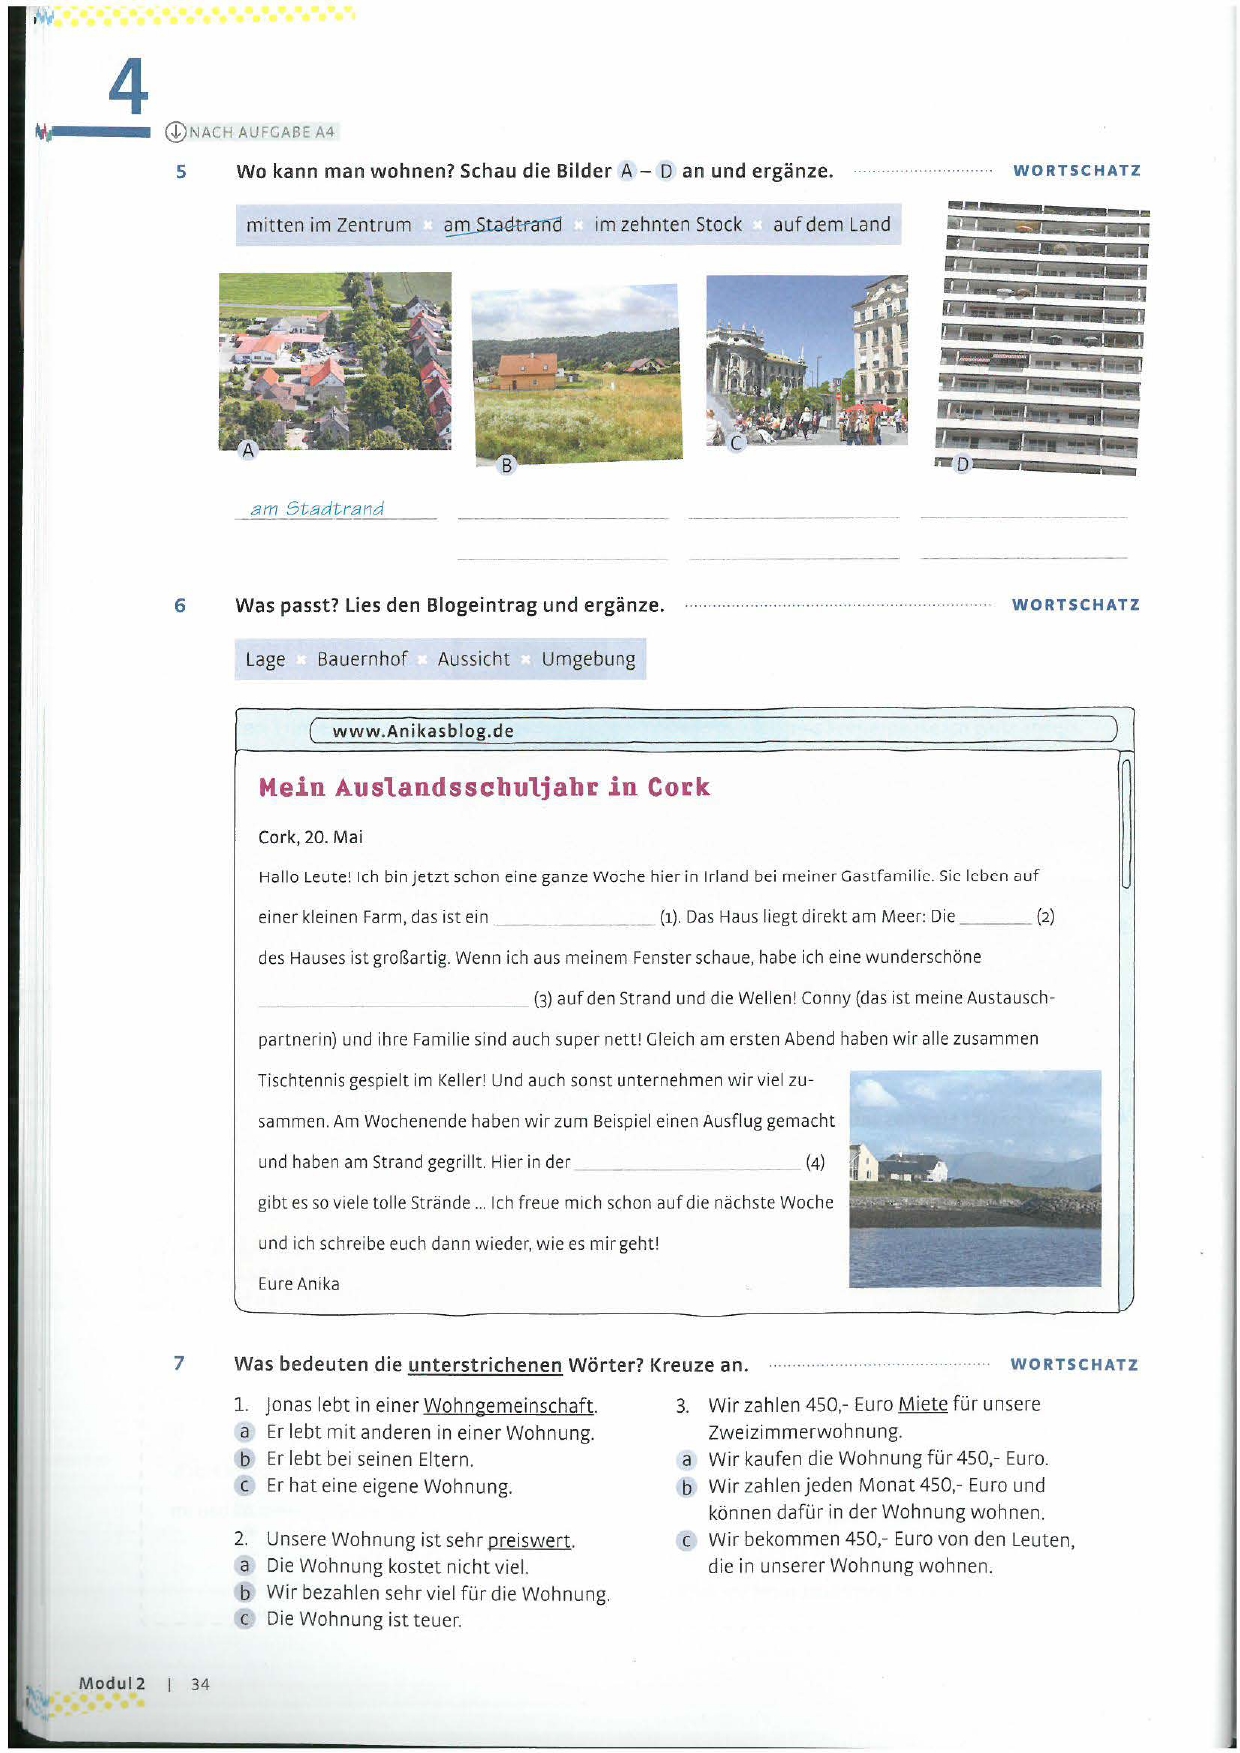 4
NACH AUFGABE A4
5 Wo kann man wohnen? Schau die Bilder A – D an und ergänze. WORTSCHATZ
mitten im Zentrum × am Stadtrand × im zehnten Stock × auf dem Land
A
B
C
D
am Stadtrand
6 Was passt? Lies den Blogeintrag und ergänze. WORTSCHATZ
Lage × Bauernhof × Aussicht × Umgebung
www.Anikasblog.de
Mein Auslandsschuljahr in Cork
Cork, 20. Mai
Hallo Leute! Ich bin jetzt schon eine ganze Woche hier in Irland bei meiner Gastfamilie. Sie leben auf
einer kleinen Farm, das ist ein ____________ (1). Das Haus liegt direkt am Meer: Die ______ (2)
des Hauses ist großartig. Wenn ich aus meinem Fenster schaue, habe ich eine wunderschöne
____________ (3) auf den Strand und die Wellen! Conny (das ist meine Austausch-
partnerin) und ihre Familie sind auch super nett! Gleich am ersten Abend haben wir alle zusammen
Tischtennis gespielt im Keller! Und auch sonst unternehmen wir viel zu-
sammen. Am Wochenende haben wir zum Beispiel einen Ausflug gemacht
und haben am Strand gegrillt. Hier in der ____________ (4)
gibt es so viele tolle Strände ... Ich freue mich schon auf die nächste Woche
und ich schreibe euch dann wieder, wie es mir geht!
Eure Anika
7 Was bedeuten die unterstrichenen Wörter? Kreuze an. WORTSCHATZ
1. Jonas lebt in einer Wohngemeinschaft.
a Er lebt mit anderen in einer Wohnung.
b Er lebt bei seinen Eltern.
c Er hat eine eigene Wohnung.
2. Unsere Wohnung ist sehr preiswert.
a Die Wohnung kostet nicht viel.
b Wir bezahlen sehr viel für die Wohnung.
c Die Wohnung ist teuer.
3. Wir zahlen 450,- Euro Miete für unsere
Zweizimmerwohnung.
a Wir kaufen die Wohnung für 450,- Euro.
b Wir zahlen jeden Monat 450,- Euro und
können dafür in der Wohnung wohnen.
c Wir bekommen 450,- Euro von den Leuten,
die in unserer Wohnung wohnen.
Modul 2 | 34